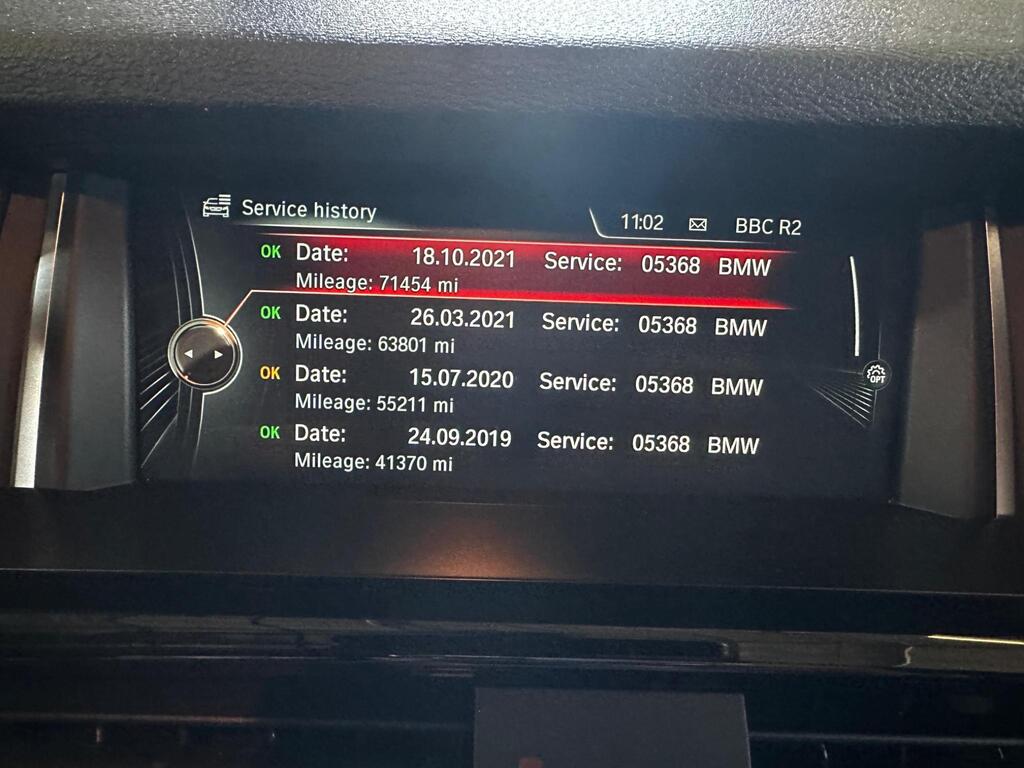 Service history 11:02 BBC R2
OK Date: 18.10.2021 Service: 05368 BMW
Mileage: 71454 mi
OK Date: 26.03.2021 Service: 05368 BMW
Mileage: 63801 mi
OK Date: 15.07.2020 Service: 05368 BMW
Mileage: 55211 mi
OK Date: 24.09.2019 Service: 05368 BMW
Mileage: 41370 mi
OPT